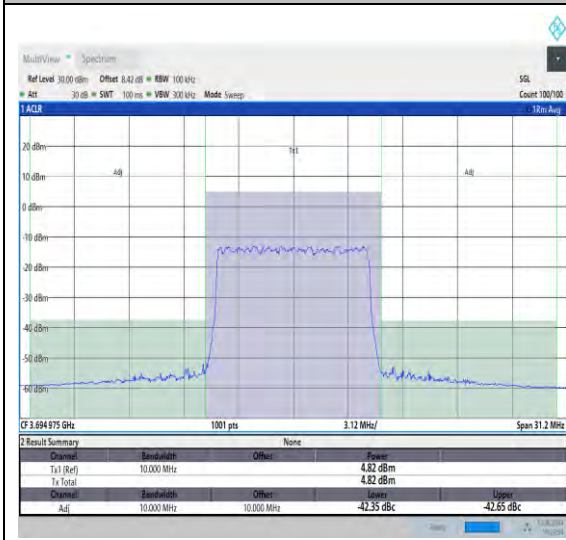 MultiView Spectrum
Ref Level 30.00 dBm Offset 8.42 dB RBW 100 kHz SGL
Att 30 dB SWT 100 ms VBW 300 kHz Mode Sweep Count 100/100
1 ACLR 1Rm Avg
20 dBm
Tx1
Adj Adj
10 dBm
0 dBm
-10 dBm
-20 dBm
-30 dBm
-40 dBm
-50 dBm
-60 dBm
CF 3.694 975 GHz 1001 pts 3.12 MHz/ Span 31.2 MHz
2 Result Summary None
Channel Bandwidth Offset Power
Tx1 (Ref) 10.000 MHz 4.82 dBm
Tx Total 4.82 dBm
Channel Bandwidth Offset Lower Upper
Adj 10.000 MHz 10.000 MHz -42.35 dBc -42.65 dBc